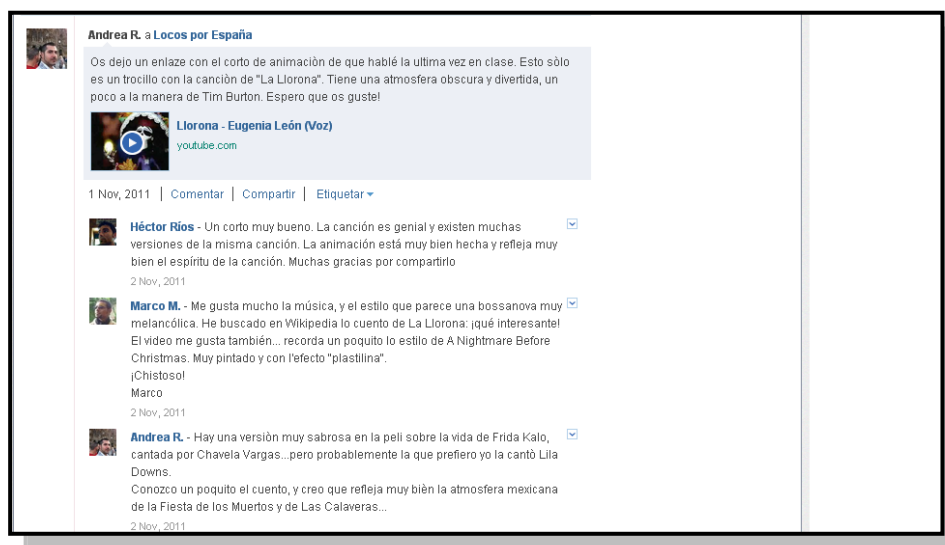 Andrea R. a Locos por España
Os dejo un enlace con el corto de animaciòn de que hablé la ultima vez en clase. Esto sòlo
es un trocillo con la canciòn de "La Llorona". Tiene una atmosfera obscura y divertida, un
poco a la manera de Tim Burton. Espero que os guste!
Llorona - Eugenia León (Voz)
youtube.com
1 Nov, 2011 | Comentar | Compartir | Etiquetar
Héctor Ríos - Un corto muy bueno. La canción es genial y existen muchas
versiones de la misma canción. La animación está muy bien hecha y refleja muy
bien el espíritu de la canción. Muchas gracias por compartirlo
2 Nov, 2011
Marco M. - Me gusta mucho la música, y el estilo que parece una bossanova muy
melancólica. He buscado en Wikipedia lo cuento de La Llorona: ¡qué interesante!
El video me gusta también... recorda un poquito lo estilo de A Nightmare Before
Christmas. Muy pintado y con l'efecto "plastilina".
¡Chistoso!
Marco
2 Nov, 2011
Andrea R. - Hay una versiòn muy sabrosa en la peli sobre la vida de Frida Kalo,
cantada por Chavela Vargas...pero probablemente la que prefiero yo la cantò Lila
Downs.
Conozco un poquito el cuento, y creo que refleja muy bièn la atmosfera mexicana
de la Fiesta de los Muertos y de Las Calaveras...
2 Nov, 2011